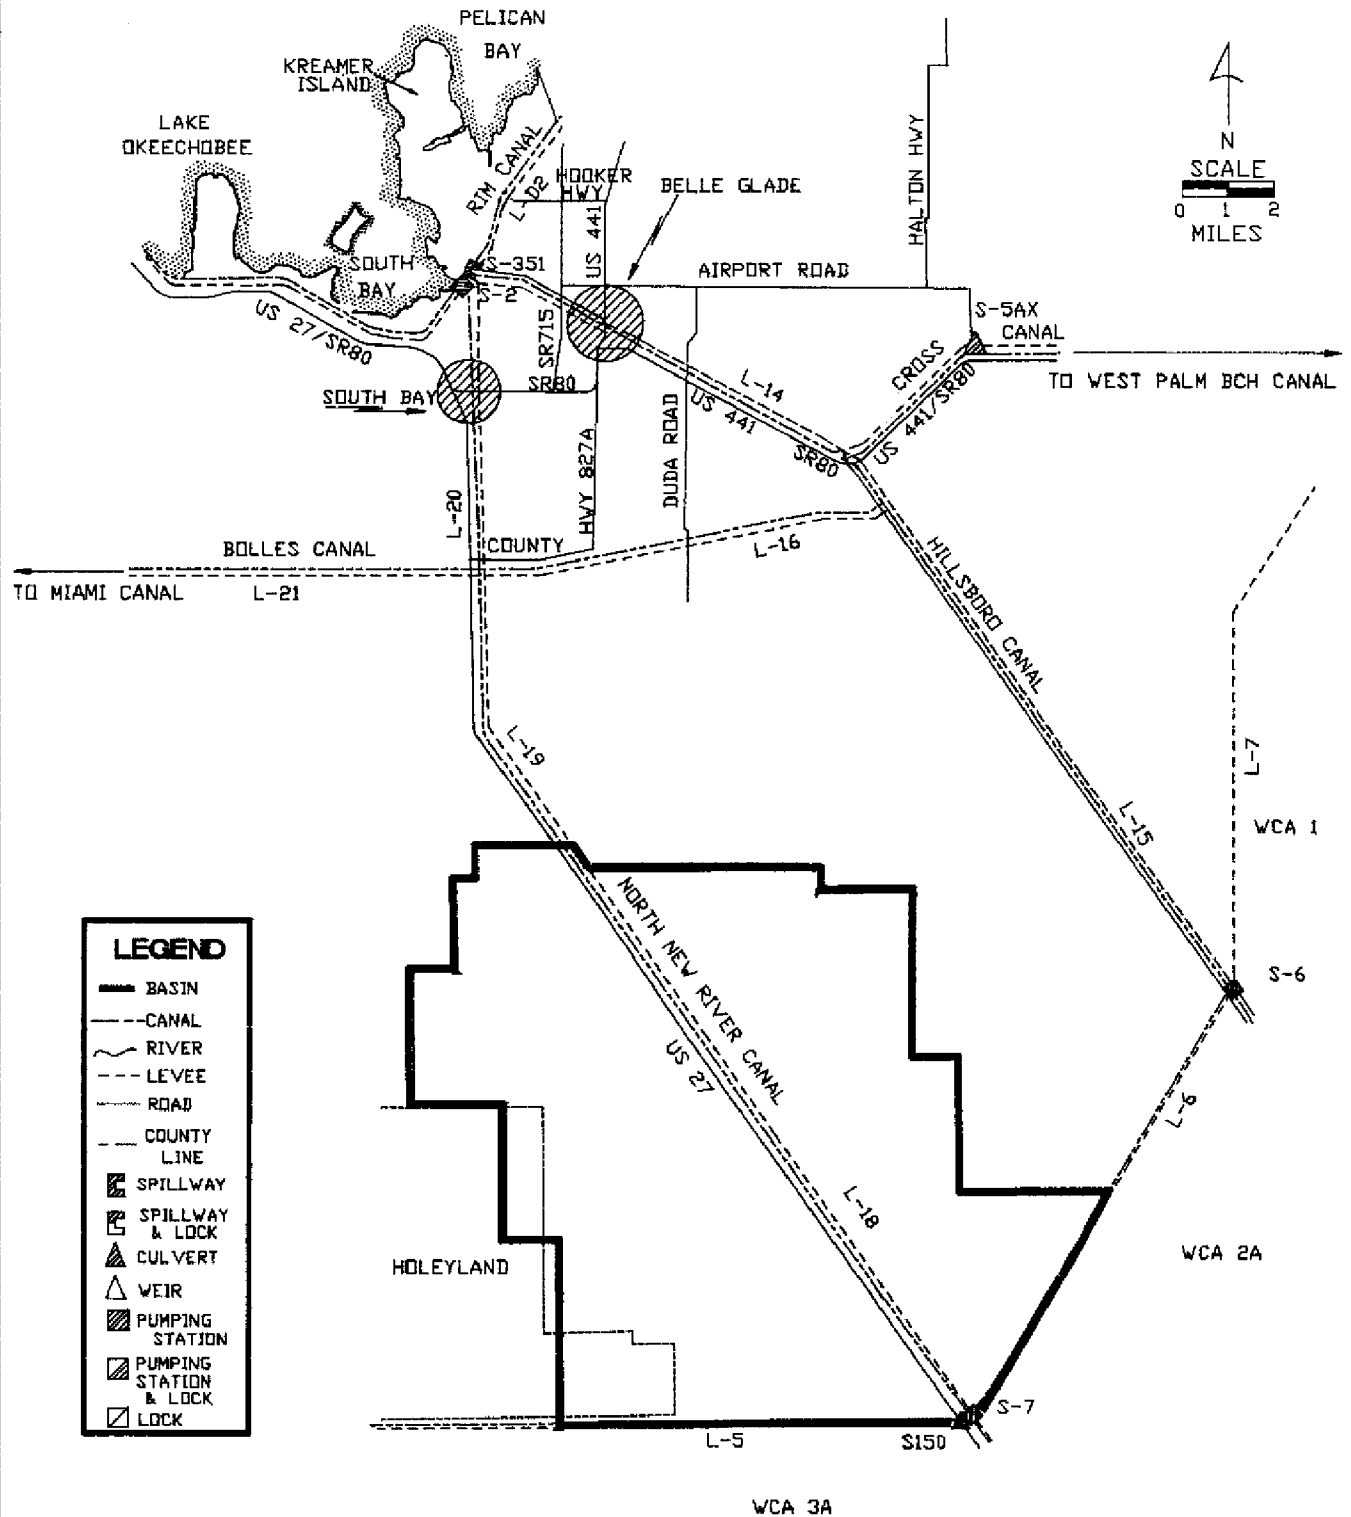 PELICAN
BAY
KREAMER
ISLAND
LAKE
OKEECHOBEE
RIM CANAL
L-D2
HOOKER
HWY
BELLE GLADE
HALTON HWY
N
SCALE
0 1 2
MILES
SOUTH
BAY
S-351
S-2
US 441
AIRPORT ROAD
S-5AX
CANAL
CROSS
US 27/SR80
SR715
SR80
L-14
US 441
SR80
US 441/SR80
TO WEST PALM BCH CANAL
SOUTH BAY
HWY 827A
DUDA ROAD
L-20
BOLLES CANAL
COUNTY
L-16
TO MIAMI CANAL
L-21
HILLSBORO CANAL
L-19
L-7
L-15
WCA 1
NORTH NEW RIVER CANAL
US 27
S-6
L-6
L-18
WCA 2A
HOLEYLAND
S-7
L-5
S150
WCA 3A
LEGEND
BASIN
CANAL
RIVER
LEVEE
ROAD
COUNTY
LINE
SPILLWAY
SPILLWAY
& LOCK
CULVERT
WEIR
PUMPING
STATION
PUMPING
STATION
& LOCK
LOCK